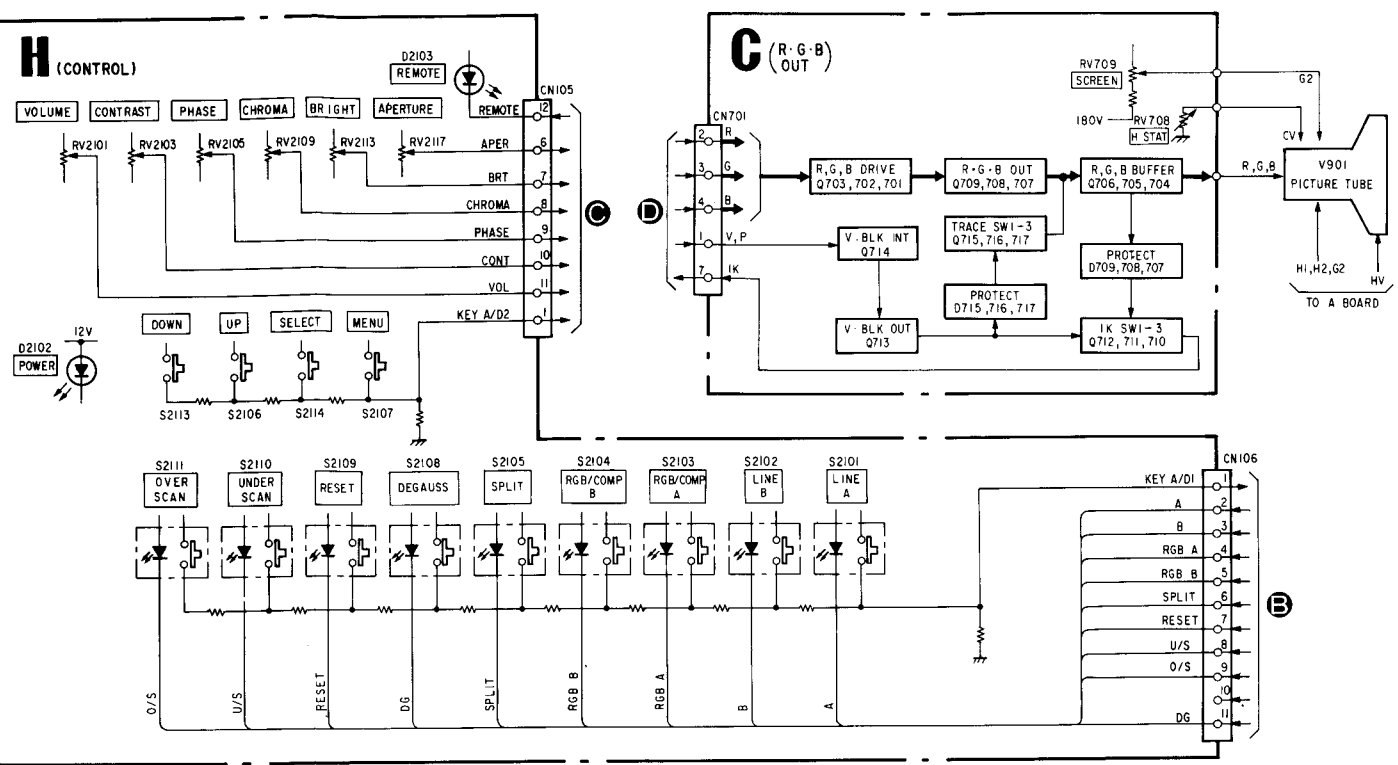 H (CONTROL)
D2103
REMOTE
CN105
VOLUME CONTRAST PHASE CHROMA BRIGHT APERTURE
RV2101 RV2103 RV2105 RV2109 RV2113 RV2117
REMOTE 12
APER 6
BRT 7
CHROMA 8
PHASE 9
CONT 10
VOL 11
KEY A/D2 1
C
DOWN UP SELECT MENU
12V
D2102
POWER
S2113 S2106 S2114 S2107
C (R·G·B) OUT
CN701
2 R
3 G
4 B
1 V,P
7 IK
D
R,G,B DRIVE
Q703,702,701
R·G·B OUT
Q709,708,707
R,G,B BUFFER
Q706,705,704
V·BLK INT
Q714
TRACE SW1-3
Q715,716,717
PROTECT
D709,708,707
PROTECT
D715,716,717
V·BLK OUT
Q713
IK SW1-3
Q712,711,710
RV709
SCREEN
180V
RV708
H STAT
G2
CV
R,G,B
V901
PICTURE TUBE
H1,H2,G2
HV
TO A BOARD
S2111 S2110 S2109 S2108 S2105 S2104 S2103 S2102 S2101
OVER SCAN
UNDER SCAN
RESET
DEGAUSS
SPLIT
RGB/COMP B
RGB/COMP A
LINE B
LINE A
O/S U/S RESET DG SPLIT RGB B RGB A B A
CN106
KEY A/D1 1
A 2
B 3
RGB A 4
RGB B 5
SPLIT 6
RESET 7
U/S 8
O/S 9
10
DG 11
B